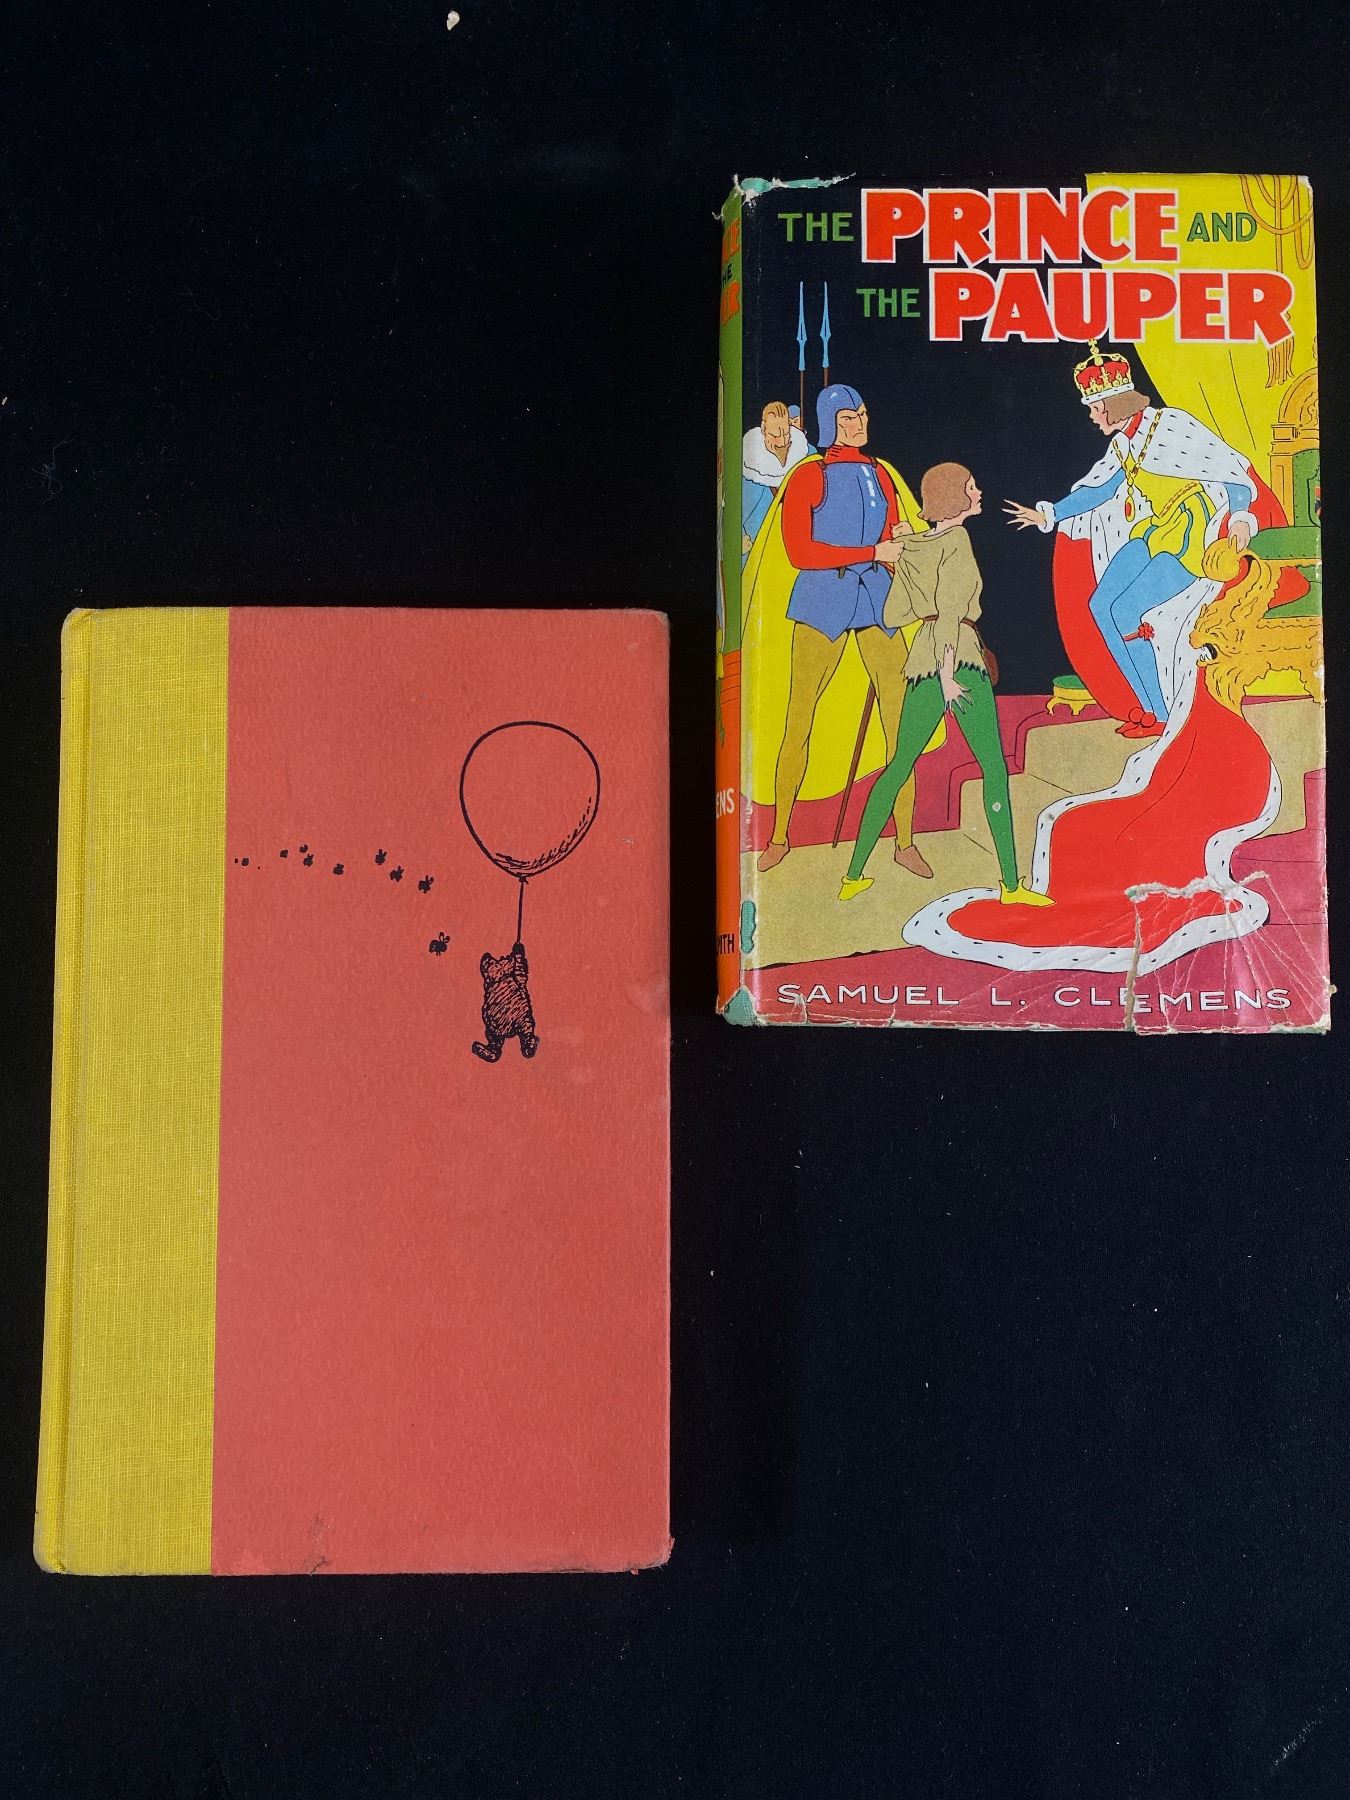 THE PRINCE AND
THE PAUPER
SAMUEL L. CLEMENS